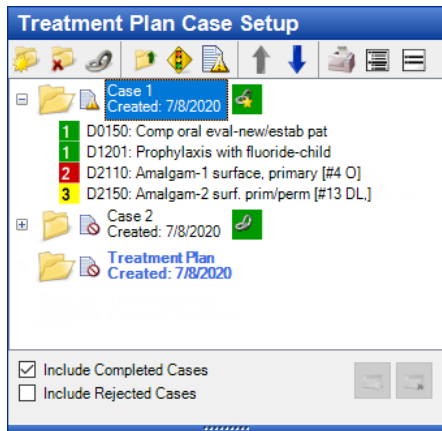 Treatment Plan Case Setup
Case 1
Created: 7/8/2020
1 D0150: Comp oral eval-new/estab pat
1 D1201: Prophylaxis with fluoride-child
2 D2110: Amalgam-1 surface, primary [#4 O]
3 D2150: Amalgam-2 surf. prim/perm [#13 DL,]
Case 2
Created: 7/8/2020
Treatment Plan
Created: 7/8/2020
Include Completed Cases
Include Rejected Cases